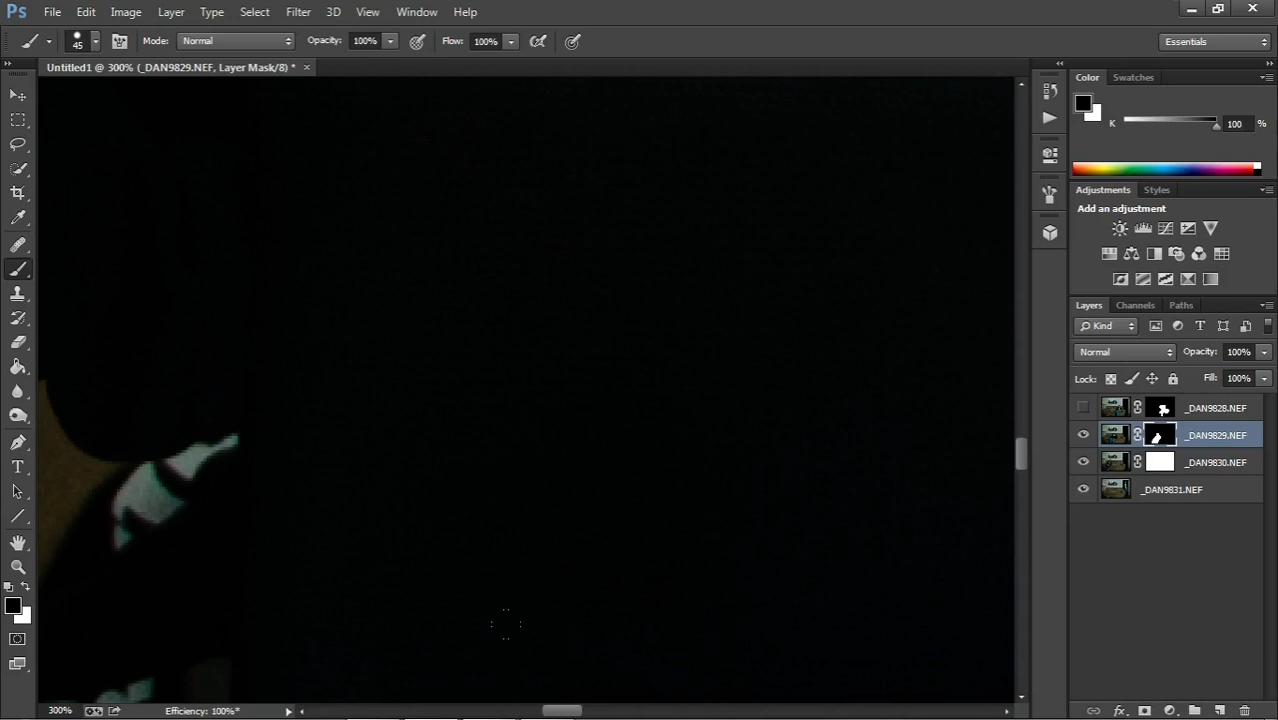 Ps File Edit Image Layer Type Select Filter 3D View Window Help
45 Mode: Normal Opacity: 100% Flow: 100% Essentials
Untitled1 @ 300% (_DAN9829.NEF, Layer Mask/8) * ×
Color Swatches
K 100 %
Adjustments Styles
Add an adjustment
Layers Channels Paths
Kind
Normal Opacity: 100%
Lock: Fill: 100%
_DAN9828.NEF
_DAN9829.NEF
_DAN9830.NEF
_DAN9831.NEF
300% Efficiency: 100%*